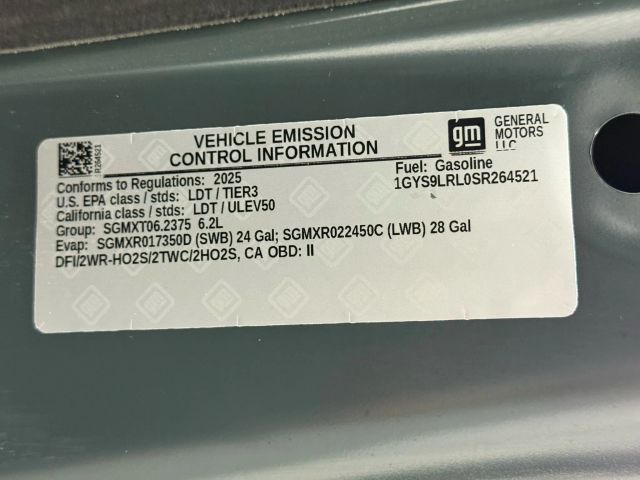 R264521
VEHICLE EMISSION
CONTROL INFORMATION
gm
GENERAL
MOTORS
LLC
Conforms to Regulations: 2025
Fuel: Gasoline
U.S. EPA class / stds: LDT / TIER3
1GYS9LRL0SR264521
California class / stds: LDT / ULEV50
Group: SGMXT06.2375 6.2L
Evap: SGMXR017350D (SWB) 24 Gal; SGMXR022450C (LWB) 28 Gal
DFI/2WR-HO2S/2TWC/2HO2S, CA OBD: II